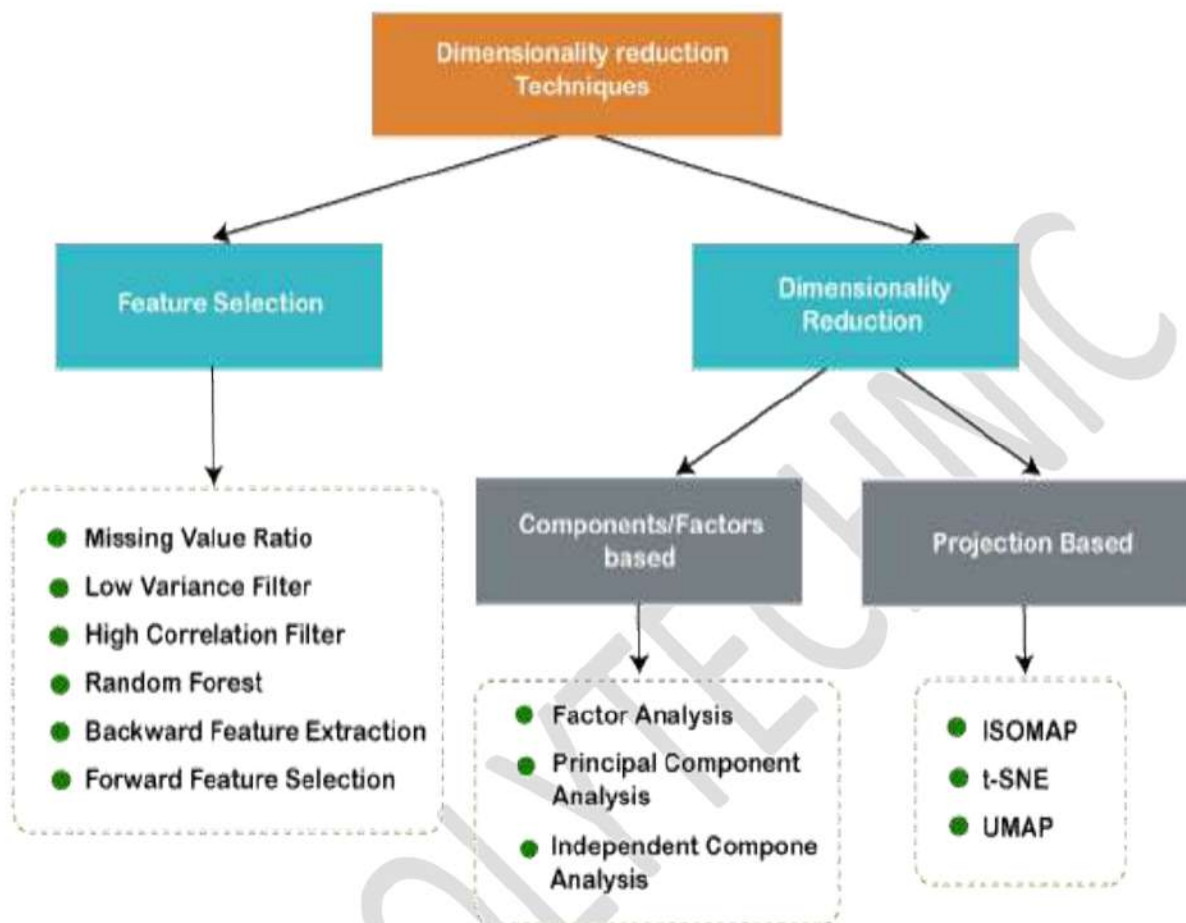 Dimensionality reduction
Techniques
Feature Selection
Dimensionality
Reduction
Missing Value Ratio
Low Variance Filter
High Correlation Filter
Random Forest
Backward Feature Extraction
Forward Feature Selection
Components/Factors
based
Projection Based
Factor Analysis
Principal Component
Analysis
Independent Compone
Analysis
ISOMAP
t-SNE
UMAP
OLYTECHNIC